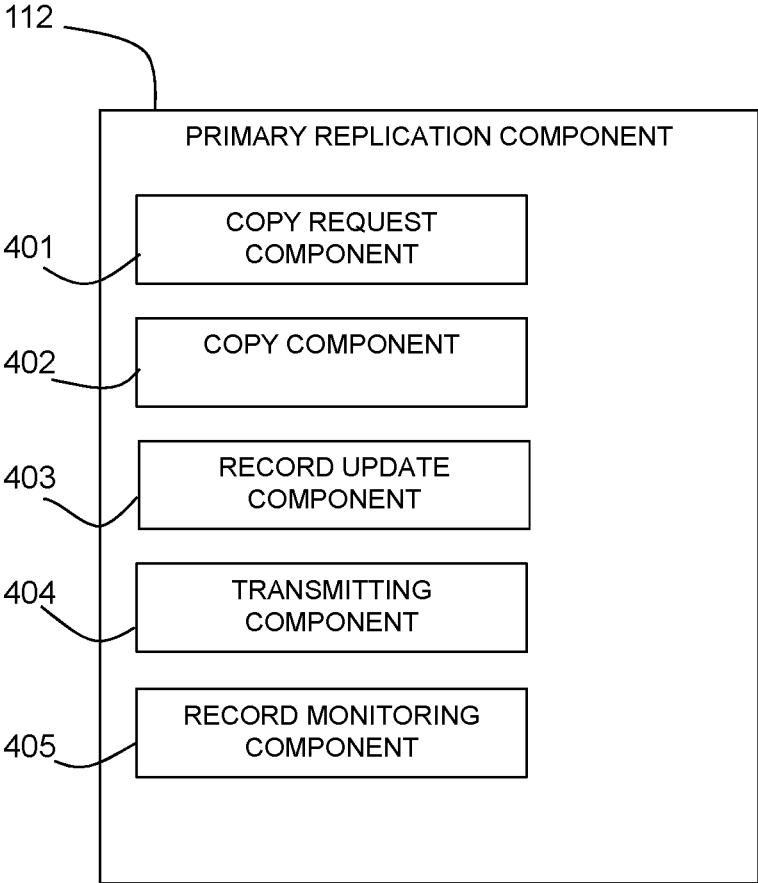 112
PRIMARY REPLICATION COMPONENT
COPY REQUEST
COMPONENT
401
COPY COMPONENT
402
RECORD UPDATE
COMPONENT
403
TRANSMITTING
COMPONENT
404
RECORD MONITORING
COMPONENT
405